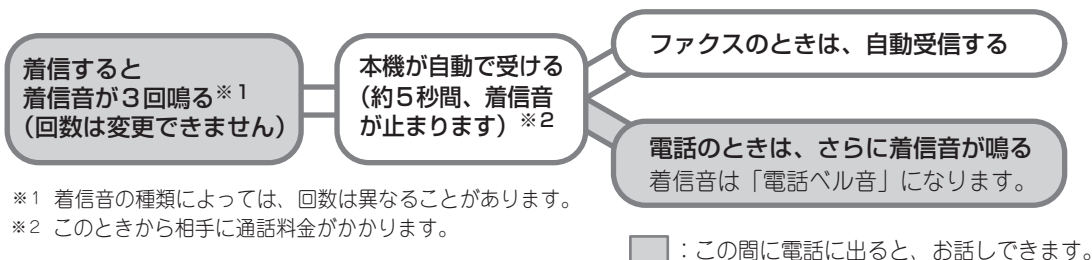 着信すると
着信音が３回鳴る※1
（回数は変更できません）
本機が自動で受ける
（約５秒間、着信音
が止まります）※2
ファクスのときは、自動受信する
電話のときは、さらに着信音が鳴る
着信音は「電話ベル音」になります。
※1 着信音の種類によっては、回数は異なることがあります。
※2 このときから相手に通話料金がかかります。
：この間に電話に出ると、お話しできます。